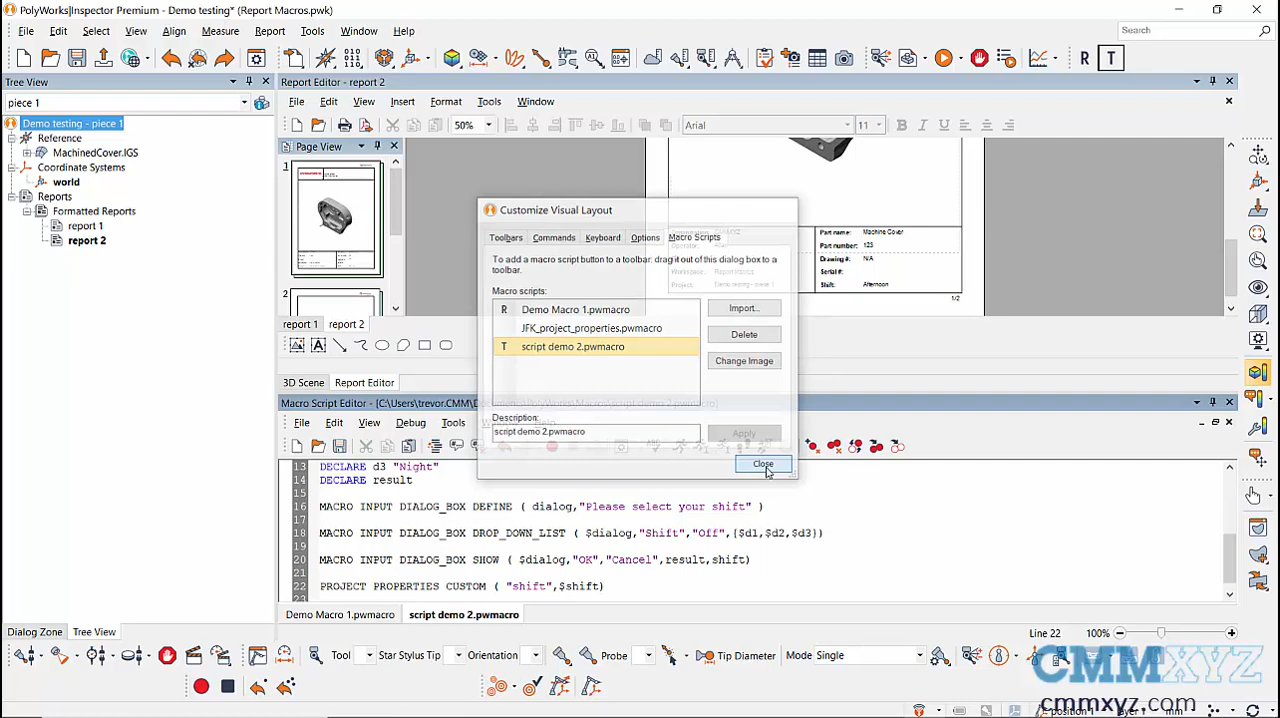 PolyWorks|Inspector Premium - Demo testing* (Report Macros.pwk)
File Edit Select View Align Measure Report Tools Window Help
Search
R T
Tree View
Report Editor - report 2
piece 1
File Edit View Insert Format Tools Window
Demo testing - piece 1
Reference
MachinedCover.IGS
Coordinate Systems
world
Reports
Formatted Reports
report 1
report 2
50%
Arial
11
B I U
Page View
1
2
report 1 report 2
3D Scene Report Editor
Part name: Machine Cover
Part number: 123
Drawing #: N/A
Serial #:
Shift: Afternoon
1/2
Customize Visual Layout
Toolbars Commands Keyboard Options Macro Scripts
To add a macro script button to a toolbar: drag it out of this dialog box to a
toolbar.
Macro scripts:
R Demo Macro 1.pwmacro
JFK_project_properties.pwmacro
T script demo 2.pwmacro
Import...
Delete
Change Image
Description:
script demo 2.pwmacro
Apply
Close
Macro Script Editor - [C:\Users\trevor.CMM\
File Edit View Debug Tools
13 DECLARE d3 "Night"
14 DECLARE result
15
16 MACRO INPUT DIALOG_BOX DEFINE ( dialog,"Please select your shift" )
17
18 MACRO INPUT DIALOG_BOX DROP_DOWN_LIST ( $dialog,"Shift","Off",{$d1,$d2,$d3})
19
20 MACRO INPUT DIALOG_BOX SHOW ( $dialog,"OK","Cancel",result,shift)
21
22 PROJECT PROPERTIES CUSTOM ( "shift",$shift)
23
Demo Macro 1.pwmacro script demo 2.pwmacro
Dialog Zone Tree View
Line 22 100%
Tool Star Stylus Tip Orientation Probe Tip Diameter Mode Single
CMMXYZ
cmmxyz.com